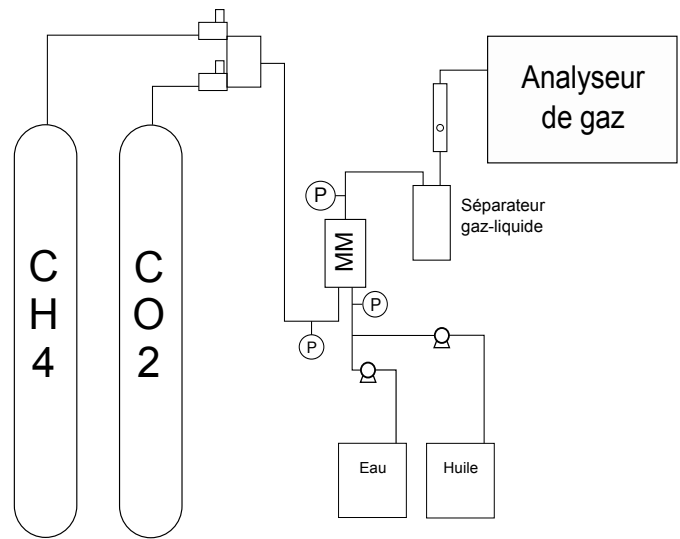 Analyseur
de gaz
P
Séparateur
gaz-liquide
MM
C
H
4
C
O
2
P
P
Eau
Huile